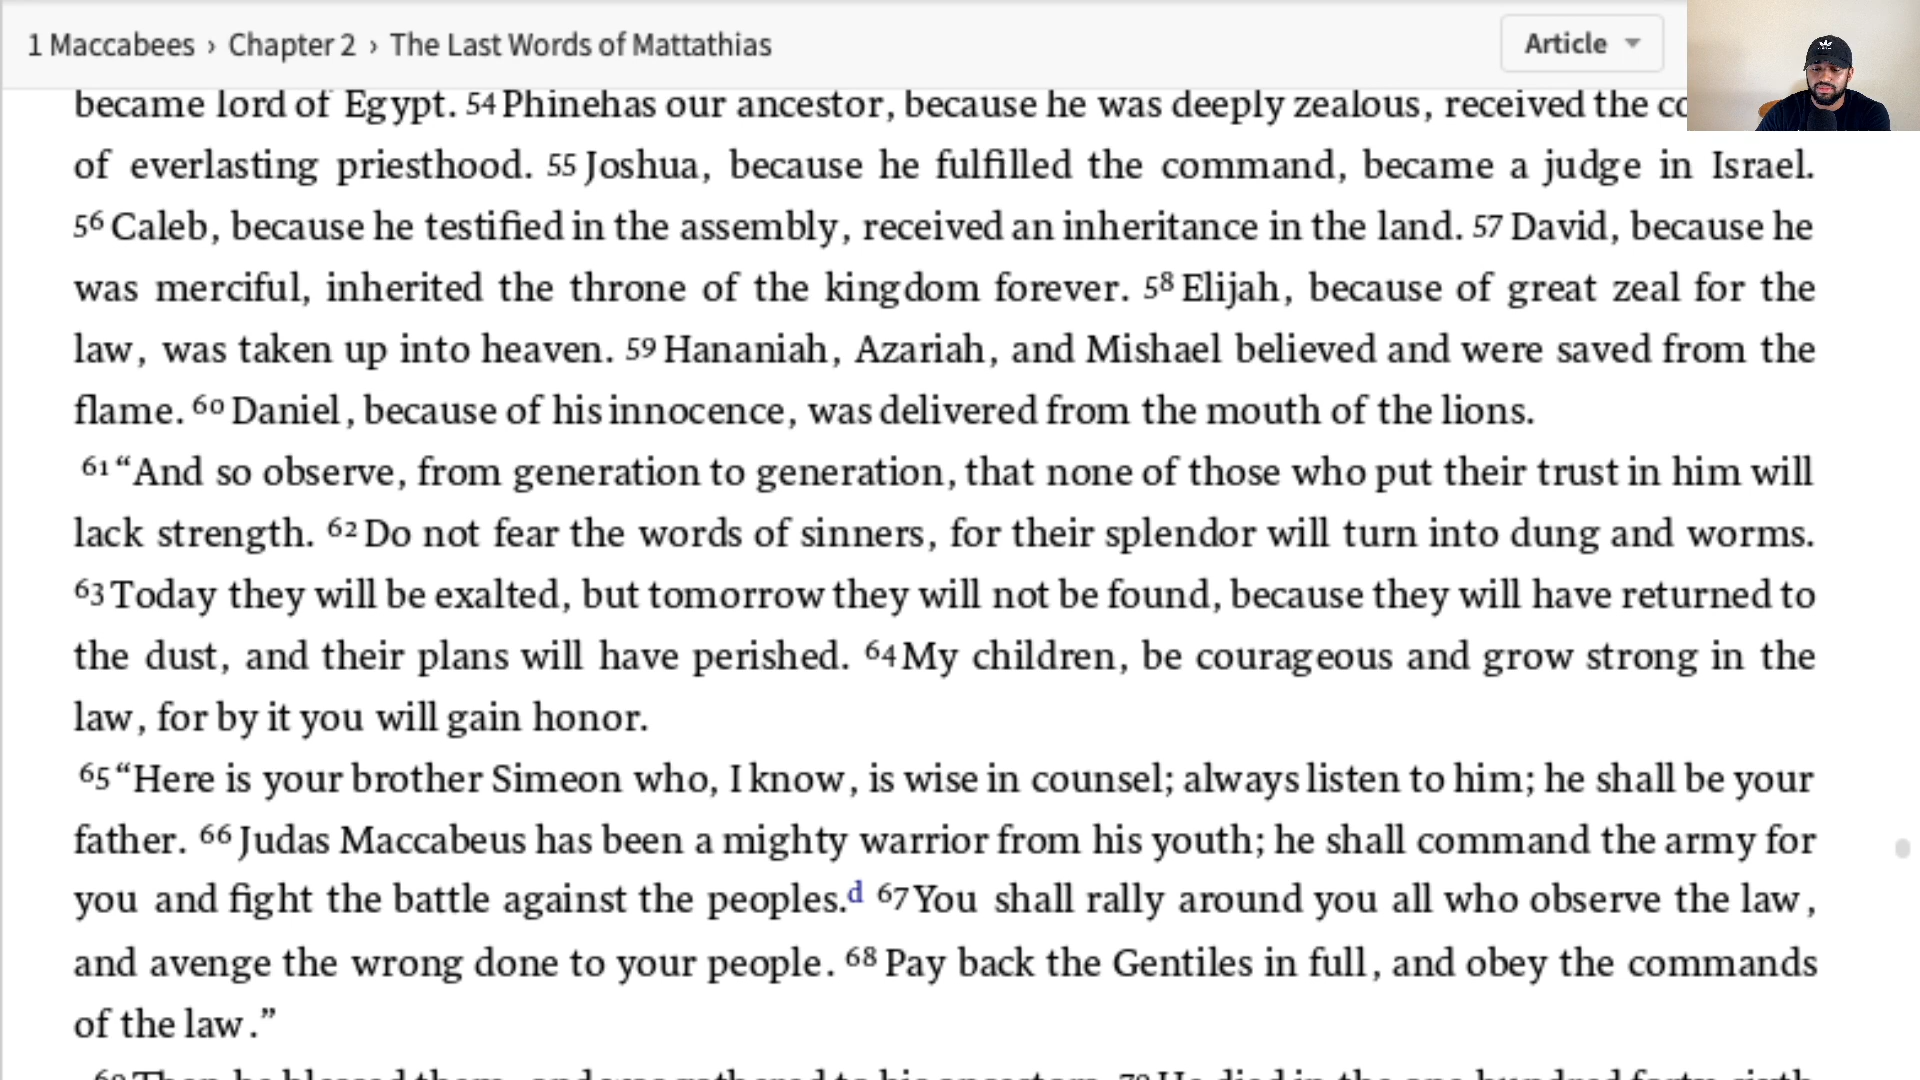 1 Maccabees › Chapter 2 › The Last Words of Mattathias
Article
became lord of Egypt. 54 Phinehas our ancestor, because he was deeply zealous, received the
of everlasting priesthood. 55 Joshua, because he fulfilled the command, became a judge in Israel.
56 Caleb, because he testified in the assembly, received an inheritance in the land. 57 David, because he
was merciful, inherited the throne of the kingdom forever. 58 Elijah, because of great zeal for the
law, was taken up into heaven. 59 Hananiah, Azariah, and Mishael believed and were saved from the
flame. 60 Daniel, because of his innocence, was delivered from the mouth of the lions.
61 “And so observe, from generation to generation, that none of those who put their trust in him will
lack strength. 62 Do not fear the words of sinners, for their splendor will turn into dung and worms.
63 Today they will be exalted, but tomorrow they will not be found, because they will have returned to
the dust, and their plans will have perished. 64 My children, be courageous and grow strong in the
law, for by it you will gain honor.
65 “Here is your brother Simeon who, I know, is wise in counsel; always listen to him; he shall be your
father. 66 Judas Maccabeus has been a mighty warrior from his youth; he shall command the army for
you and fight the battle against the peoples.d 67 You shall rally around you all who observe the law,
and avenge the wrong done to your people. 68 Pay back the Gentiles in full, and obey the commands
of the law.”